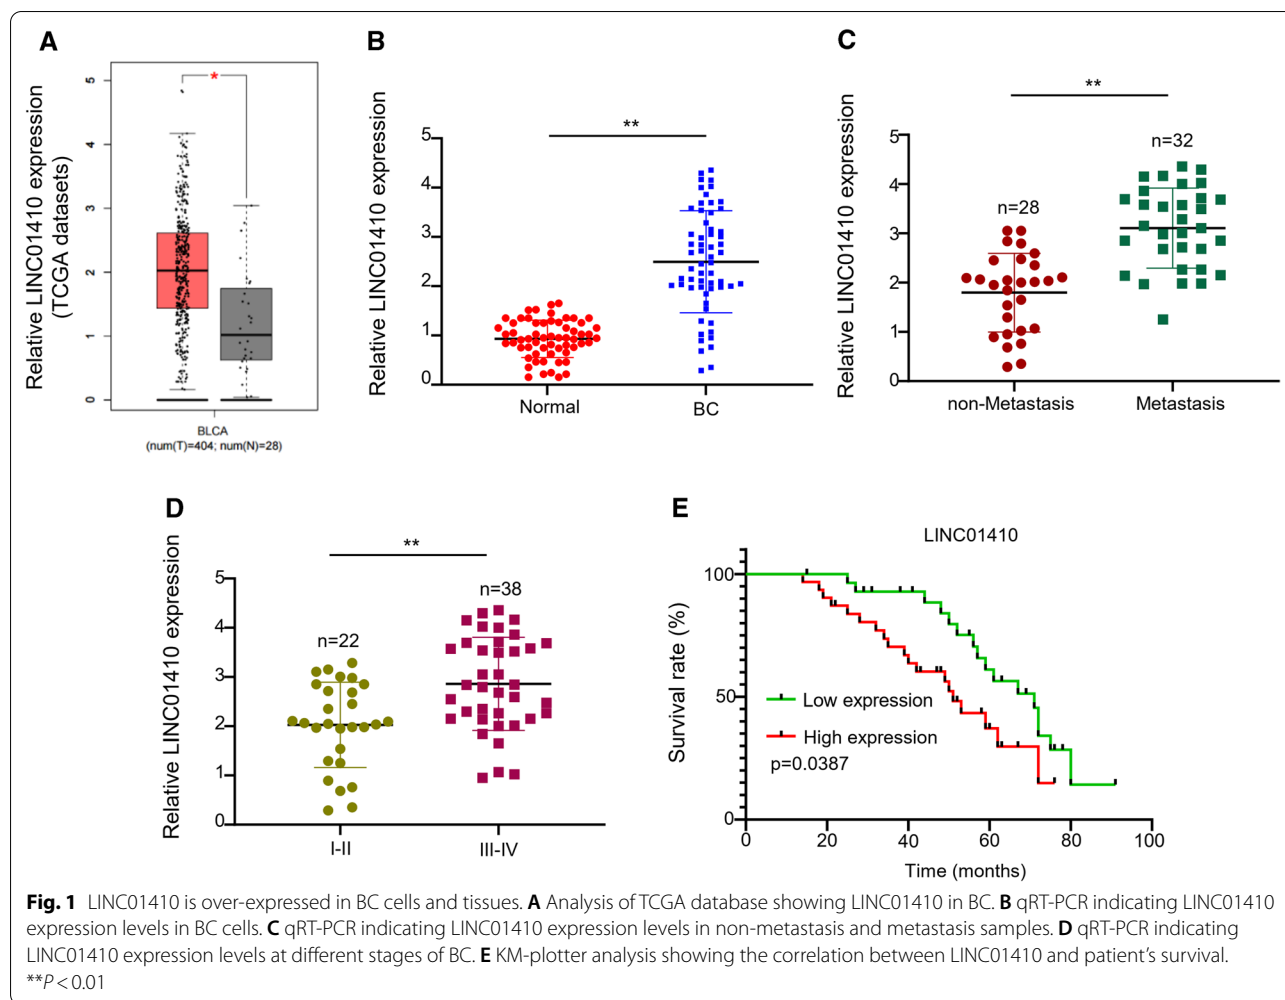 A
Relative LINC01410 expression
(TCGA datasets)
5
4
3
2
1
0
*
BLCA
(num(T)=404; num(N)=28)
B
Relative LINC01410 expression
5
4
3
2
1
0
**
Normal
BC
C
Relative LINC01410 expression
5
4
3
2
1
0
**
n=28
n=32
non-Metastasis
Metastasis
D
Relative LINC01410 expression
5
4
3
2
1
0
**
n=22
n=38
I-II
III-IV
E
LINC01410
Survival rate (%)
100
50
0
Low expression
High expression
p=0.0387
0
20
40
60
80
100
Time (months)
Fig. 1 LINC01410 is over-expressed in BC cells and tissues. A Analysis of TCGA database showing LINC01410 in BC. B qRT-PCR indicating LINC01410
expression levels in BC cells. C qRT-PCR indicating LINC01410 expression levels in non-metastasis and metastasis samples. D qRT-PCR indicating
LINC01410 expression levels at different stages of BC. E KM-plotter analysis showing the correlation between LINC01410 and patient's survival.
**P < 0.01